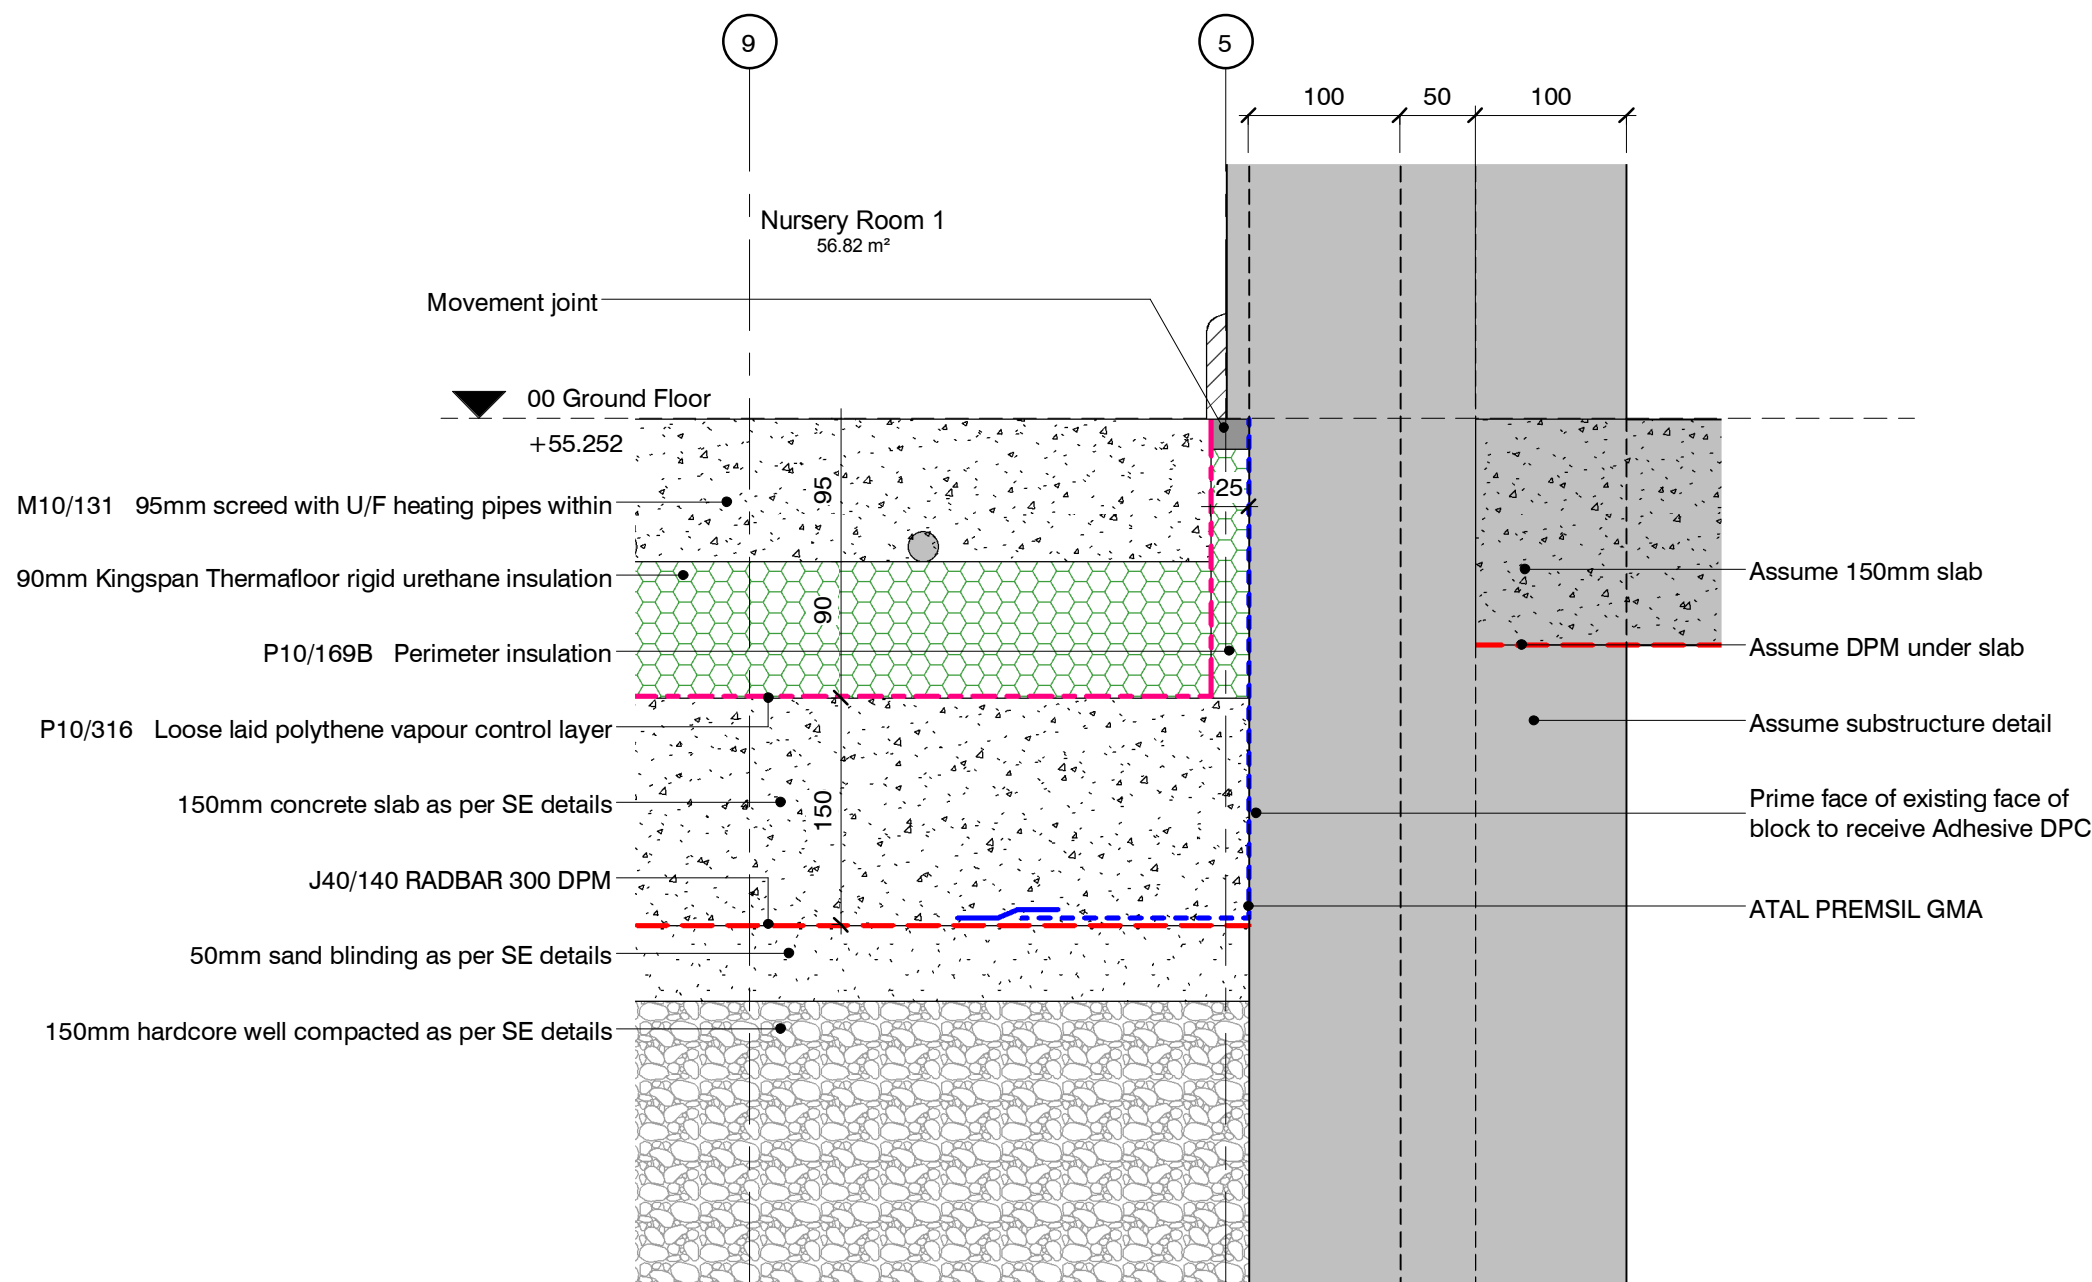 9
5
100
50
100
Nursery Room 1
56.82 m²
Movement joint
00 Ground Floor
+55.252
95
25
M10/131 95mm screed with U/F heating pipes within
90mm Kingspan Thermafloor rigid urethane insulation
Assume 150mm slab
90
P10/169B Perimeter insulation
Assume DPM under slab
P10/316 Loose laid polythene vapour control layer
Assume substructure detail
150mm concrete slab as per SE details
150
Prime face of existing face of
block to receive Adhesive DPC
J40/140 RADBAR 300 DPM
ATAL PREMSIL GMA
50mm sand blinding as per SE details
150mm hardcore well compacted as per SE details